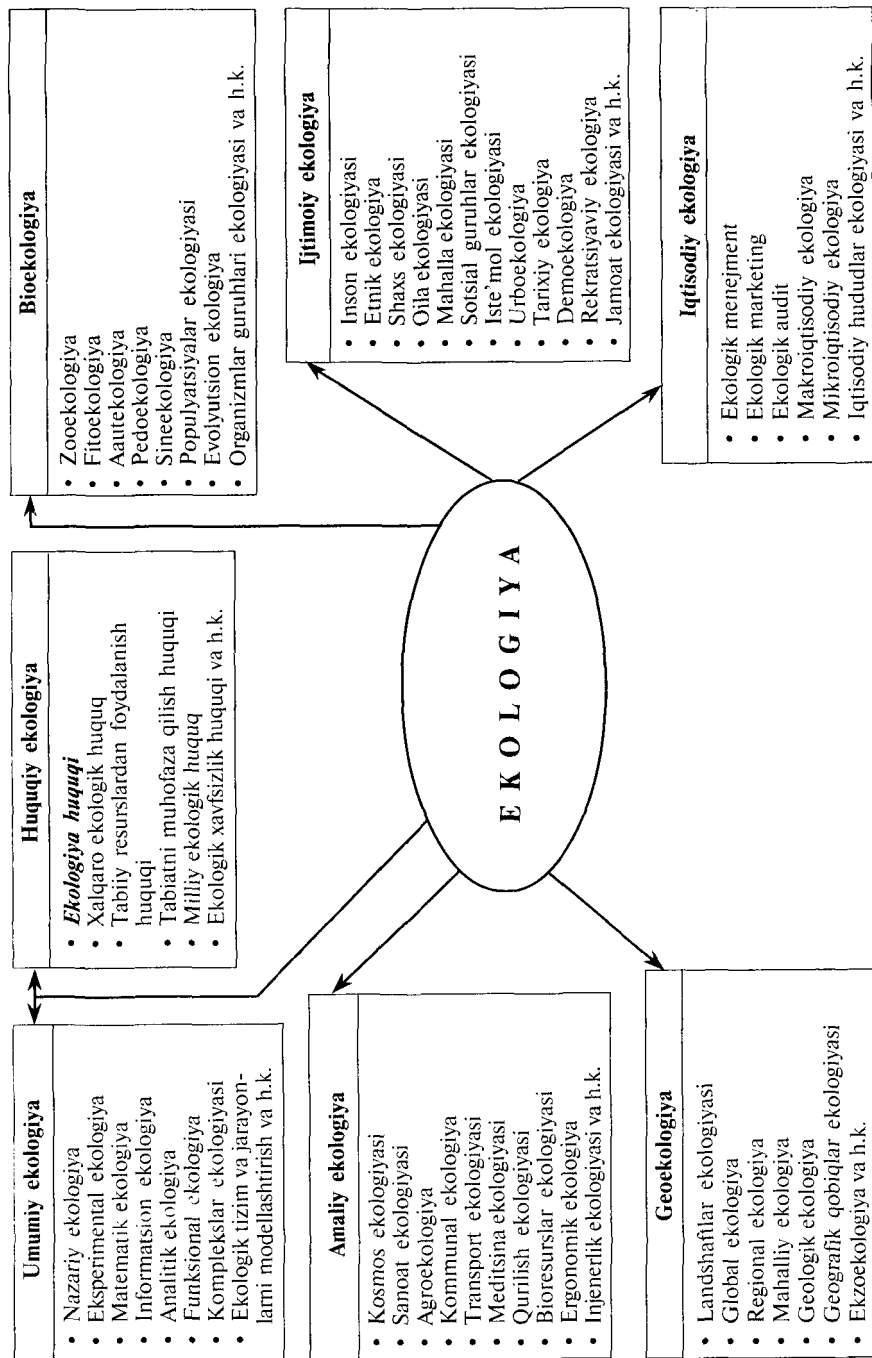 Umumiy ekologiya
• Nazariy ekologiya
• Eksperimental ekologiya
• Matematik ekologiya
• Informatsion ekologiya
• Analitik ekologiya
• Funksional ekologiya
• Komplekslar ekologiyasi
• Ekologik tizim va jarayon-
larni modellashtirish va h.k.
Huquqiy ekologiya
• Ekologiya huquqi
• Xalqaro ekologik huquq
• Tabiiy resurslardan foydalanish
huquqi
• Tabiatni muhofaza qilish huquqi
• Milliy ekologik huquq
• Ekologik xavfsizlik huquqi va h.k.
Bioekologiya
• Zooekologiya
• Fitoekologiya
• Aautekologiya
• Pedoekologiya
• Sineekologiya
• Populyatsiyalar ekologiyasi
• Evolyutsion ekologiya
• Organizmlar guruhlari ekologiyasi va h.k.
Amaliy ekologiya
• Kosmos ekologiyasi
• Sanoat ekologiyasi
• Agroekologiya
• Kommunal ekologiya
• Transport ekologiyasi
• Meditsina ekologiyasi
• Qurilish ekologiyasi
• Bioresurslar ekologiyasi
• Ergonomik ekologiya
• Injenerlik ekologiyasi va h.k.
EKOLOGIYA
Ijtimoiy ekologiya
• Inson ekologiyasi
• Etnik ekologiya
• Shaxs ekologiyasi
• Oila ekologiyasi
• Mahalla ekologiyasi
• Sotsial guruhlar ekologiyasi
• Iste'mol ekologiyasi
• Urboekologiya
• Tarixiy ekologiya
• Demoekologiya
• Rekratsiyaviy ekologiya
• Jamoat ekologiyasi va h.k.
Geoekologiya
• Landshaftlar ekologiyasi
• Global ekologiya
• Regional ekologiya
• Mahalliy ekologiya
• Geologik ekologiya
• Geografik qobiqlar ekologiyasi
• Ekzoekologiya va h.k.
Iqtisodiy ekologiya
• Ekologik menejment
• Ekologik marketing
• Ekologik audit
• Makroiqtisodiy ekologiya
• Mikroiqtisodiy ekologiya
• Iqtisodiy hududlar ekologiyasi va h.k.